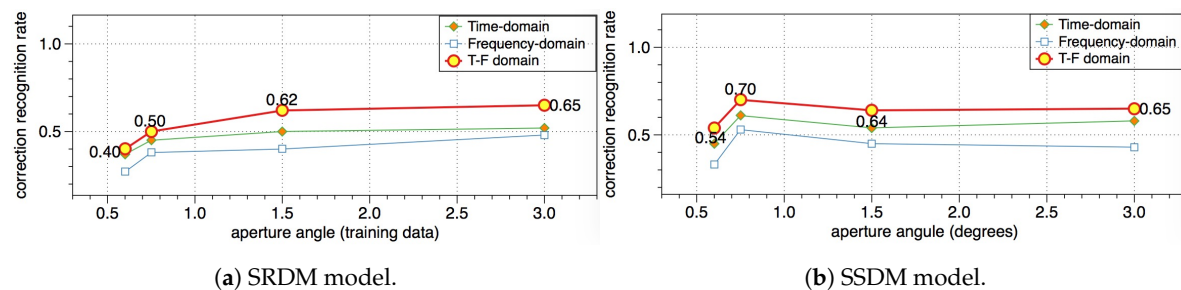 correction recognition rate
1.0
0.5
Time-domain
Frequency-domain
T-F domain
0.40
0.50
0.62
0.65
0.5 1.0 1.5 2.0 2.5 3.0
aperture angle (training data)
(a) SRDM model.
correction recognition rate
1.0
0.5
Time-domain
Frequency-domain
T-F domain
0.54
0.70
0.64
0.65
0.5 1.0 1.5 2.0 2.5 3.0
aperture angule (degrees)
(b) SSDM model.